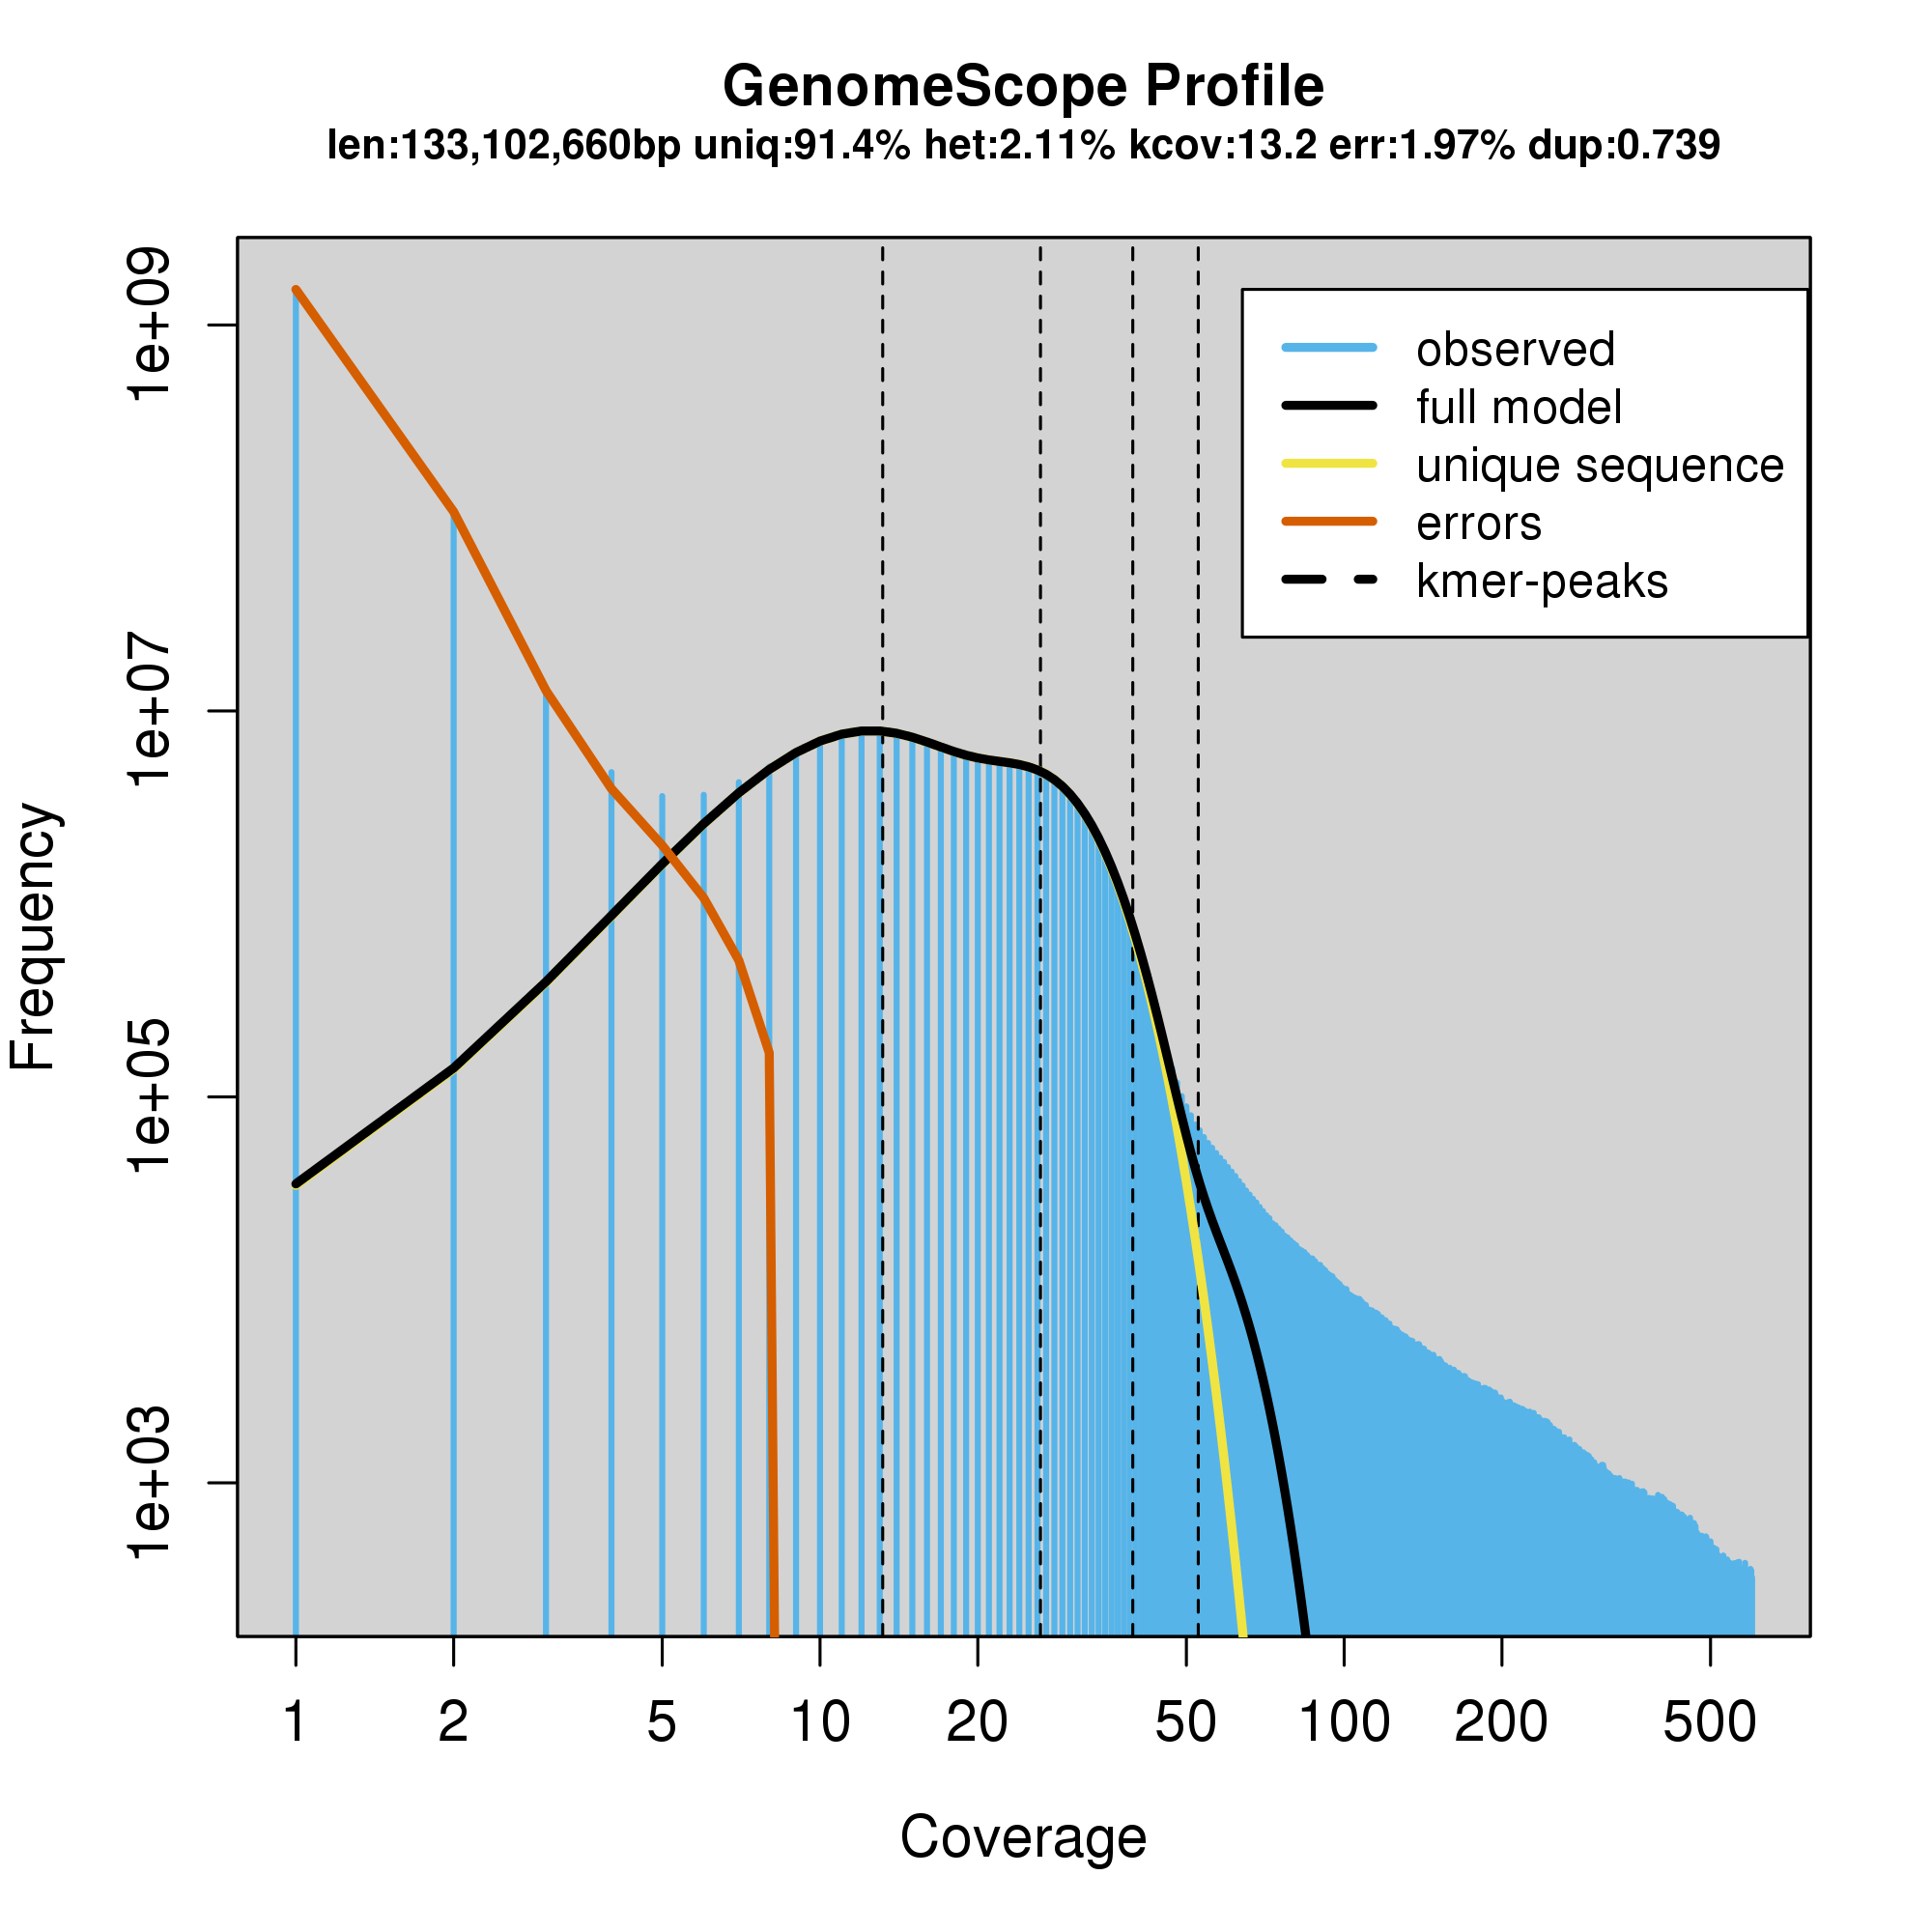 GenomeScope Profile
len:133,102,660bp uniq:91.4% het:2.11% kcov:13.2 err:1.97% dup:0.739
observed
full model
unique sequence
errors
kmer-peaks
Frequency
1e+09
1e+07
1e+05
1e+03
1 2 5 10 20 50 100 200 500
Coverage